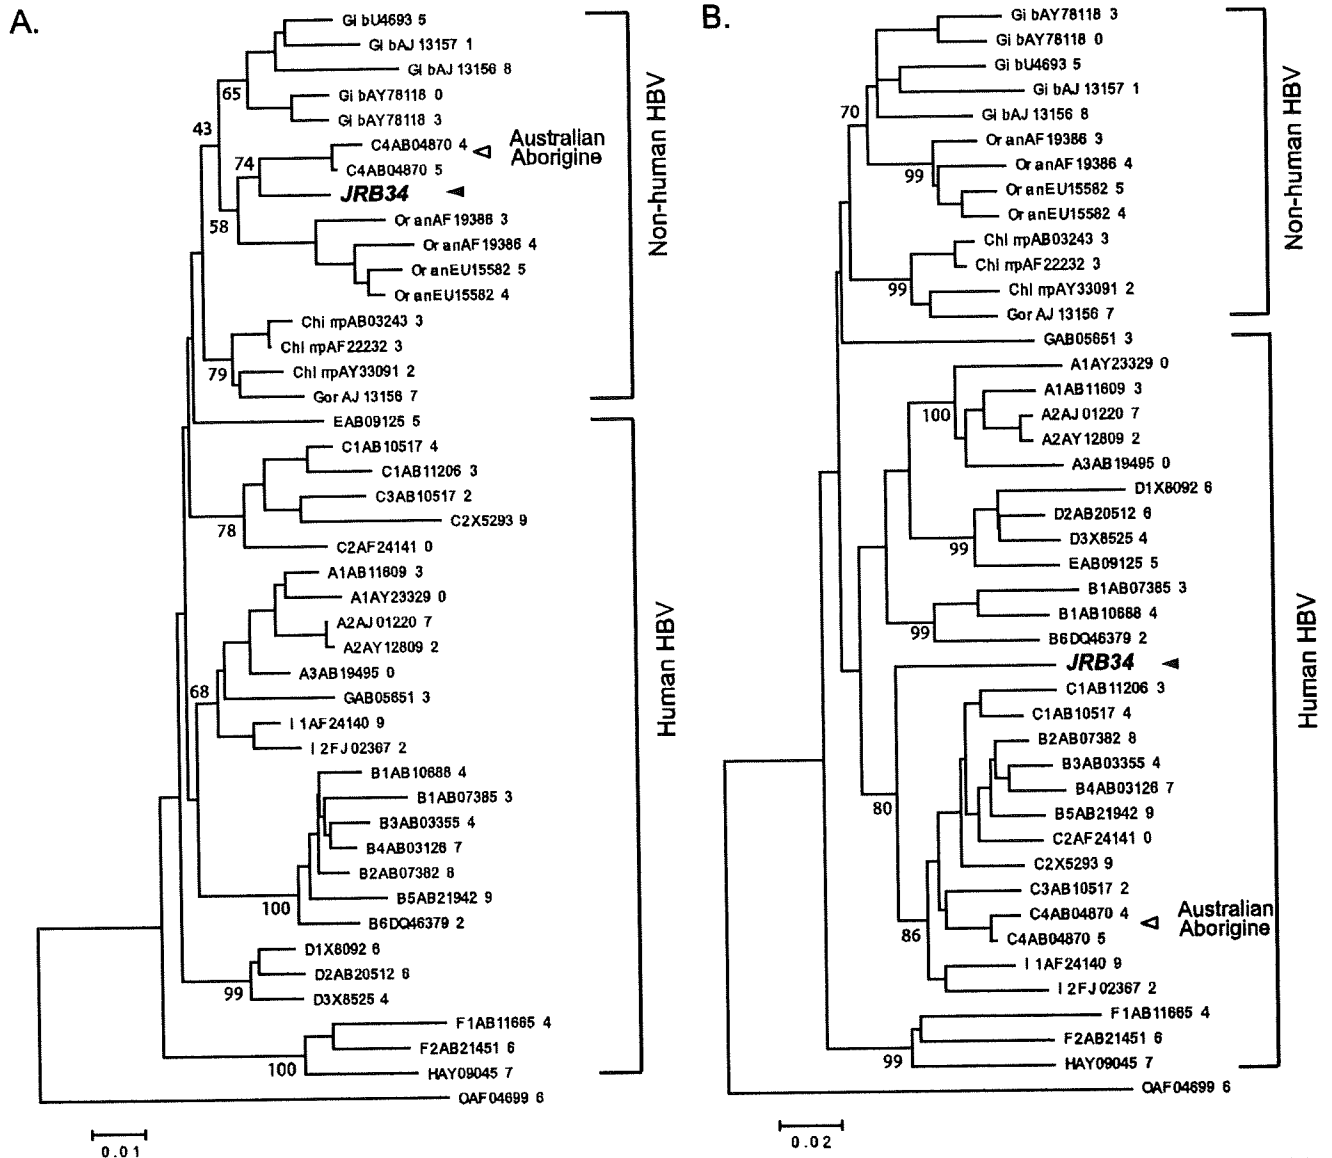 A.
GibU4693 5
GibAJ13157 1
GibAJ13156 8
GibAY78118 0
GibAY78118 3
C4AB04870 4
C4AB04870 5
JRB34
OranAF19386 3
OranAF19386 4
OranEU15582 5
OranEU15582 4
ChimpAB03243 3
ChimpAF22232 3
ChimpAY33091 2
GorAJ13156 7
EAB09125 5
C1AB10517 4
C1AB11206 3
C3AB10517 2
C2X5293 9
C2AF24141 0
A1AB11609 3
A1AY23329 0
A2AJ01220 7
A2AY12809 2
A3AB19495 0
GAB05651 3
I1AF24140 9
I2FJ02367 2
B1AB10688 4
B1AB07385 3
B3AB03355 4
B4AB03126 7
B2AB07382 8
B5AB21942 9
B6DQ46379 2
D1X8092 6
D2AB20512 6
D3X8525 4
F1AB11665 4
F2AB21451 6
HAY09045 7
OAF04699 6
65
43
74
58
79
78
68
100
99
100
Australian
Aborigine
Non-human HBV
Human HBV
0.01
B.
GibAY78118 3
GibAY78118 0
GibU4693 5
GibAJ13157 1
GibAJ13156 8
OranAF19386 3
OranAF19386 4
OranEU15582 5
OranEU15582 4
ChimpAB03243 3
ChimpAF22232 3
ChimpAY33091 2
GorAJ13156 7
GAB05651 3
A1AY23329 0
A1AB11609 3
A2AJ01220 7
A2AY12809 2
A3AB19495 0
D1X8092 6
D2AB20512 6
D3X8525 4
EAB09125 5
B1AB07385 3
B1AB10688 4
B6DQ46379 2
JRB34
C1AB11206 3
C1AB10517 4
B2AB07382 8
B3AB03355 4
B4AB03126 7
B5AB21942 9
C2AF24141 0
C2X5293 9
C3AB10517 2
C4AB04870 4
C4AB04870 5
I1AF24140 9
I2FJ02367 2
F1AB11665 4
F2AB21451 6
HAY09045 7
OAF04699 6
70
99
99
100
99
99
80
86
99
Australian
Aborigine
Non-human HBV
Human HBV
0.02